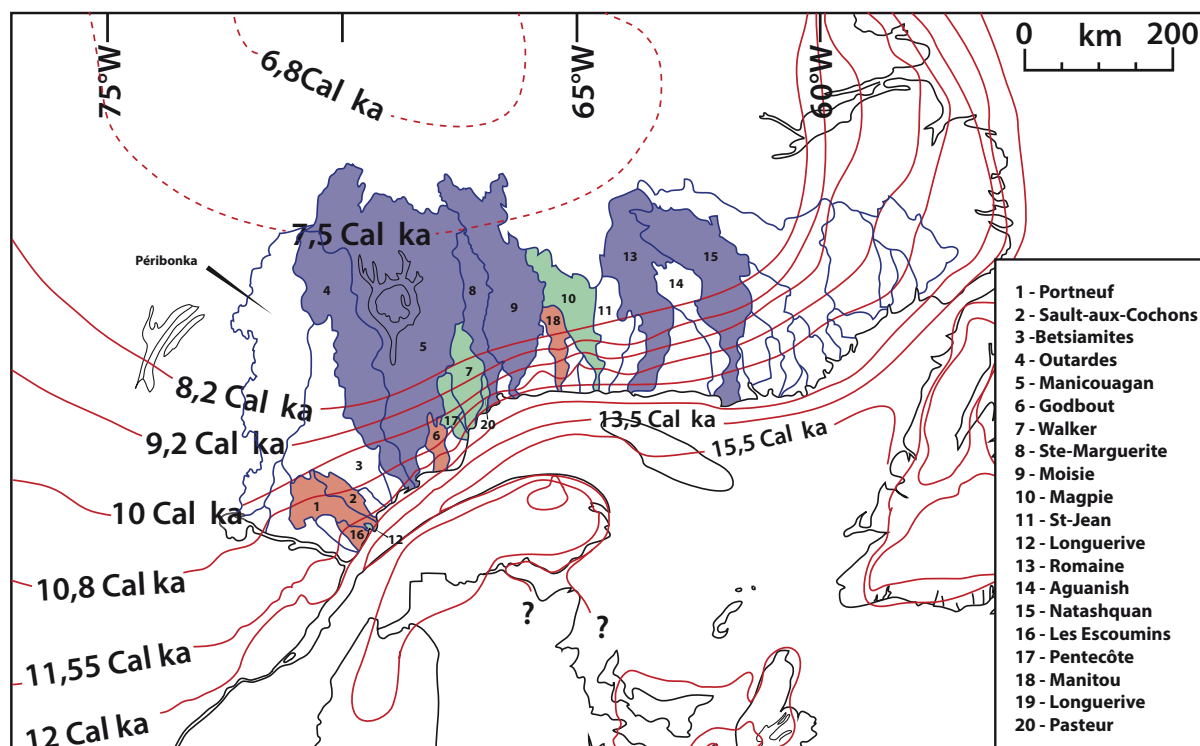 75°W
65°W
60°W
0 km 200
6,8Cal ka
7,5 Cal ka
Péribonka
8,2 Cal ka
9,2 Cal ka
10 Cal ka
10,8 Cal ka
11,55 Cal ka
12 Cal ka
13,5 Cal ka
15,5 Cal ka
4
5
8
9
10
18
11
13
14
15
7
17
20
6
3
2
1
16
12
?
?
1 - Portneuf
2 - Sault-aux-Cochons
3 -Betsiamites
4 - Outardes
5 - Manicouagan
6 - Godbout
7 - Walker
8 - Ste-Marguerite
9 - Moisie
10 - Magpie
11 - St-Jean
12 - Longuerive
13 - Romaine
14 - Aguanish
15 - Natashquan
16 - Les Escoumins
17 - Pentecôte
18 - Manitou
19 - Longuerive
20 - Pasteur